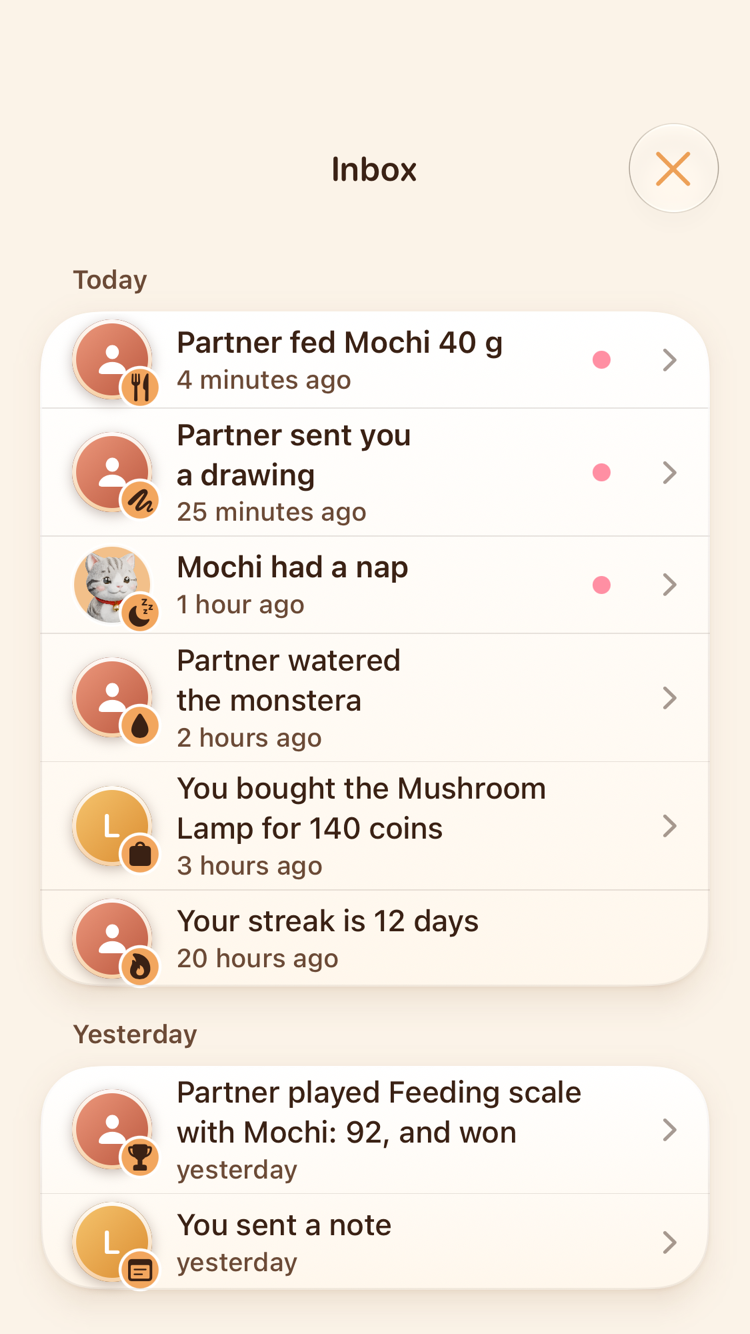 Inbox
Today
Partner fed Mochi 40 g
4 minutes ago
Partner sent you
a drawing
25 minutes ago
Mochi had a nap
1 hour ago
Partner watered
the monstera
2 hours ago
L
You bought the Mushroom
Lamp for 140 coins
3 hours ago
Your streak is 12 days
20 hours ago
Yesterday
Partner played Feeding scale
with Mochi: 92, and won
yesterday
L
You sent a note
yesterday